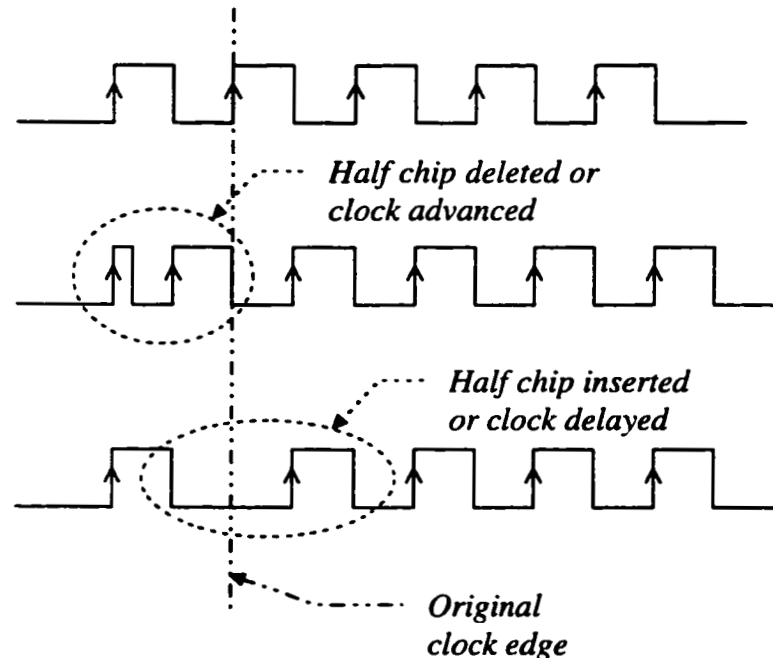 Half chip deleted or
clock advanced
Half chip inserted
or clock delayed
Original
clock edge